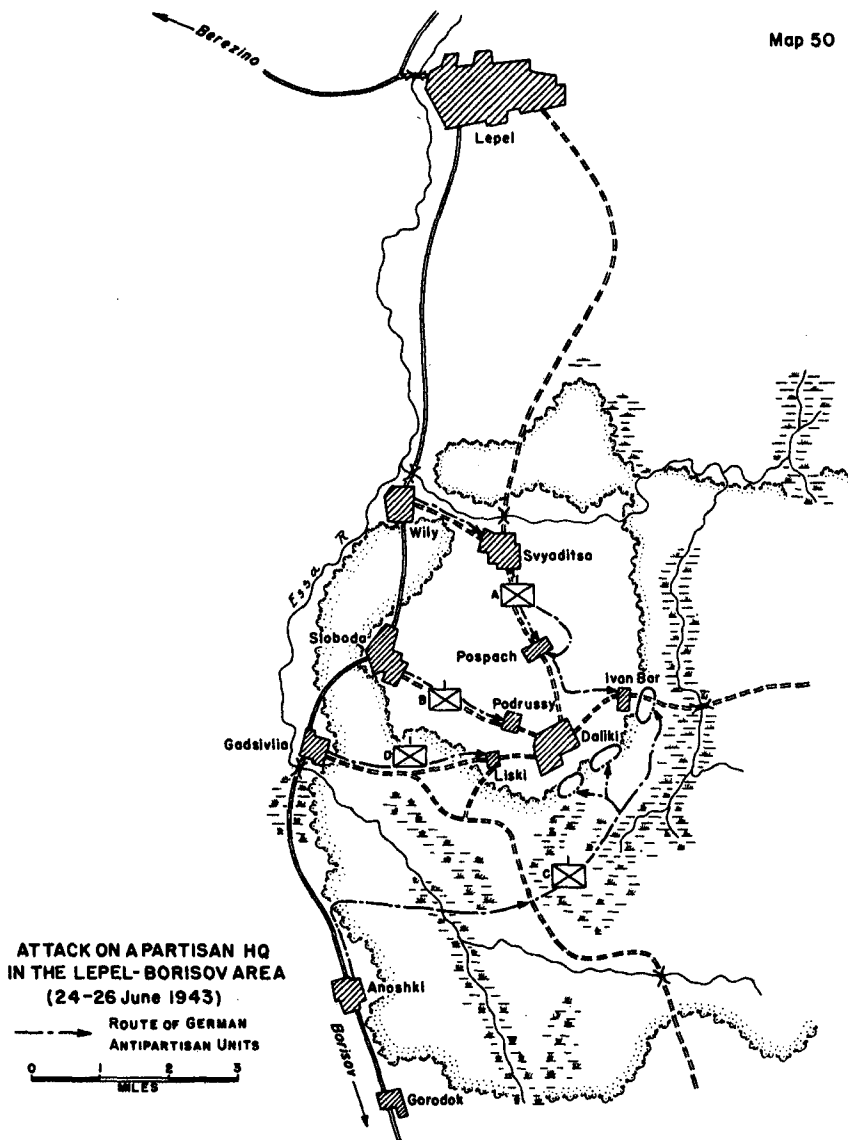 Map 50
Berezino
Lepel
Essa R
Wily
Svyaditsa
A
Sloboda
Pospach
Ivan Bor
B
Podrussy
Gadsivlia
D
Daliki
Liski
C
ATTACK ON A PARTISAN HQ
IN THE LEPEL-BORISOV AREA
(24-26 June 1943)
ROUTE OF GERMAN
ANTIPARTISAN UNITS
0 1 2 3
MILES
Anoshki
Borisov
Gorodok